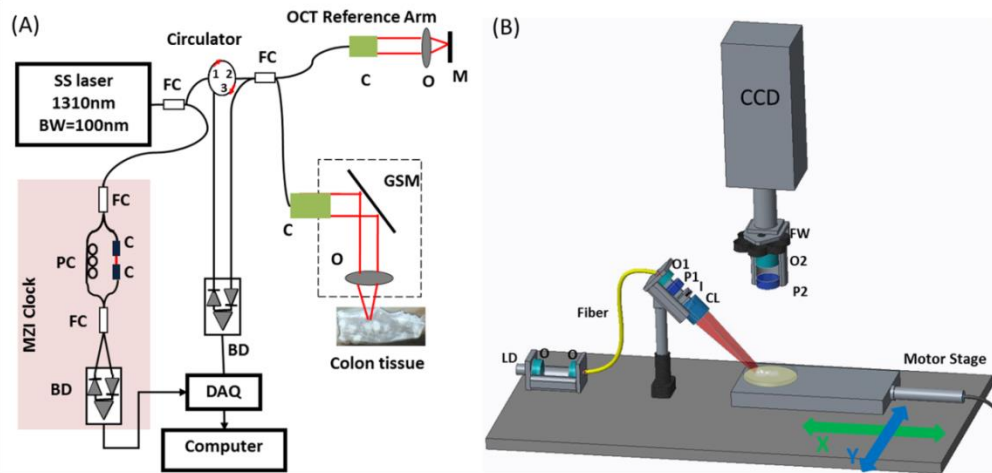 (A)
OCT Reference Arm
Circulator
FC
C
O
M
SS laser
1310nm
BW=100nm
FC
1 2
3
GSM
C
O
Colon tissue
MZI Clock
FC
PC
C
C
FC
BD
BD
DAQ
Computer
(B)
CCD
FW
O2
P2
O1
P1
I
CL
Fiber
LD
O
O
Motor Stage
X
Y